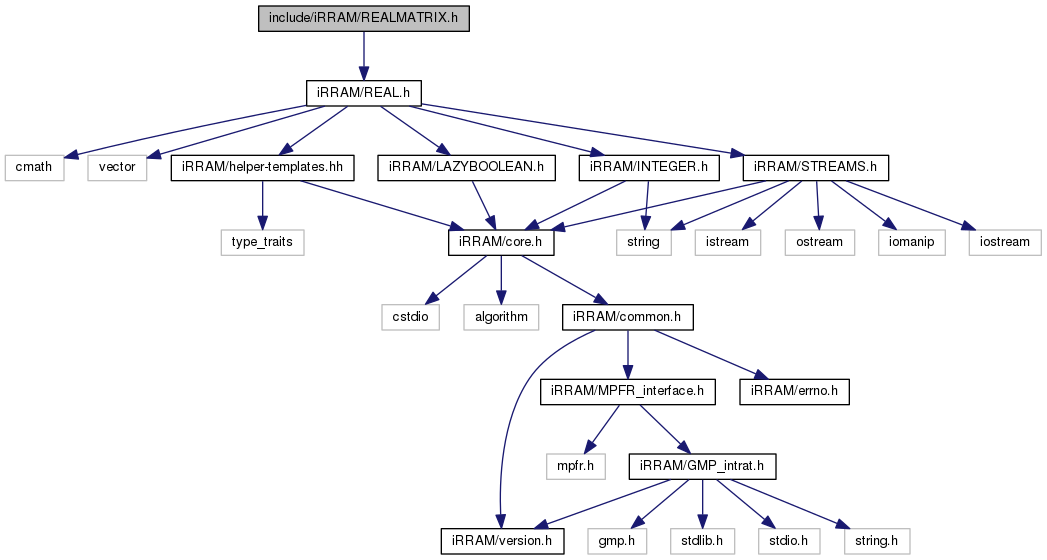 include/iRRAM/REALMATRIX.h
iRRAM/REAL.h
cmath
vector
iRRAM/helper-templates.hh
iRRAM/LAZYBOOLEAN.h
iRRAM/INTEGER.h
iRRAM/STREAMS.h
type_traits
iRRAM/core.h
string
istream
ostream
iomanip
iostream
cstdio
algorithm
iRRAM/common.h
iRRAM/MPFR_interface.h
iRRAM/errno.h
mpfr.h
iRRAM/GMP_intrat.h
iRRAM/version.h
gmp.h
stdlib.h
stdio.h
string.h